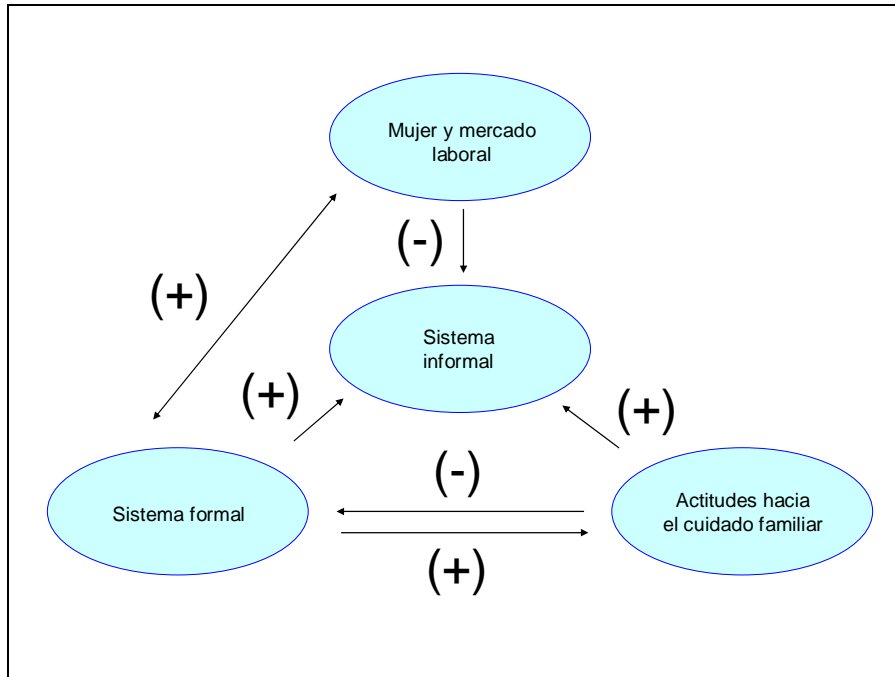 Mujer y mercado
laboral
(-)
(+)
Sistema
informal
(+)
(+)
(-)
Sistema formal
Actitudes hacia
el cuidado familiar
(+)